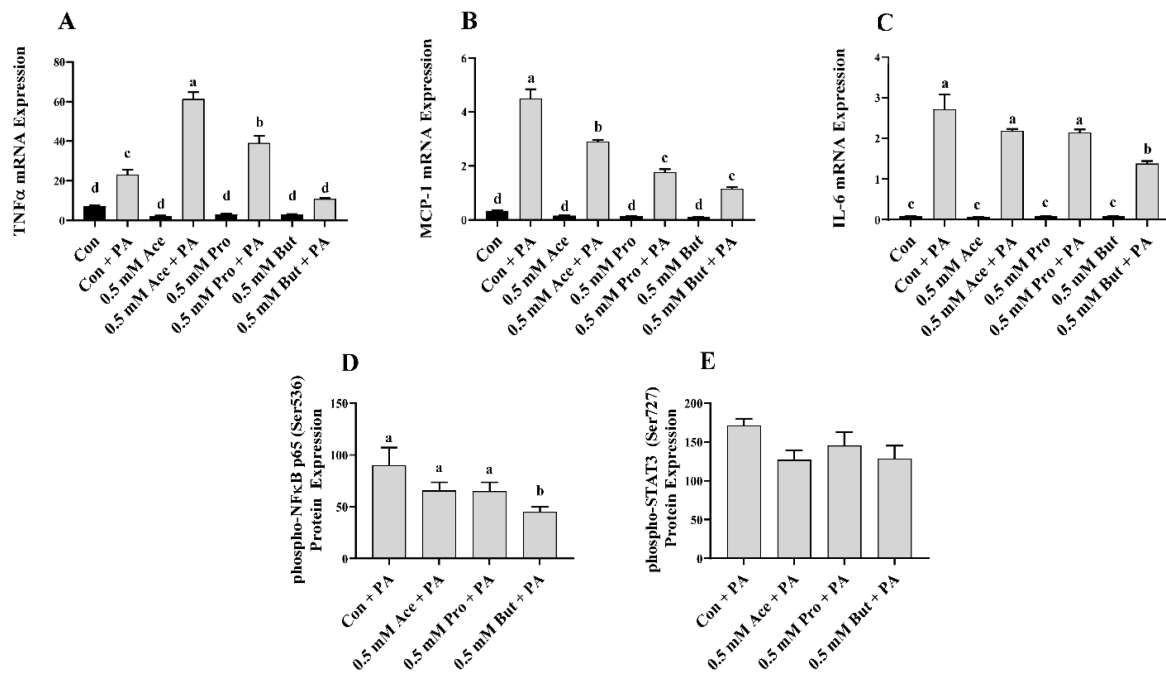 A
TNFα mRNA Expression
80
60
40
20
0
d
c
d
a
d
b
d
d
Con
Con + PA
0.5 mM Ace
0.5 mM Ace + PA
0.5 mM Pro
0.5 mM Pro + PA
0.5 mM But
0.5 mM But + PA
B
MCP-1 mRNA Expression
6
4
2
0
d
a
d
b
d
c
d
c
Con
Con + PA
0.5 mM Ace
0.5 mM Ace + PA
0.5 mM Pro
0.5 mM Pro + PA
0.5 mM But
0.5 mM But + PA
C
IL-6 mRNA Expression
4
3
2
1
0
c
a
c
a
c
a
c
b
Con
Con + PA
0.5 mM Ace
0.5 mM Ace + PA
0.5 mM Pro
0.5 mM Pro + PA
0.5 mM But
0.5 mM But + PA
D
phospho-NFκB p65 (Ser536)
Protein Expression
150
100
50
0
a
a
a
b
Con + PA
0.5 mM Ace + PA
0.5 mM Pro + PA
0.5 mM But + PA
E
phospho-STAT3 (Ser727)
Protein Expression
200
150
100
50
0
Con + PA
0.5 mM Ace + PA
0.5 mM Pro + PA
0.5 mM But + PA